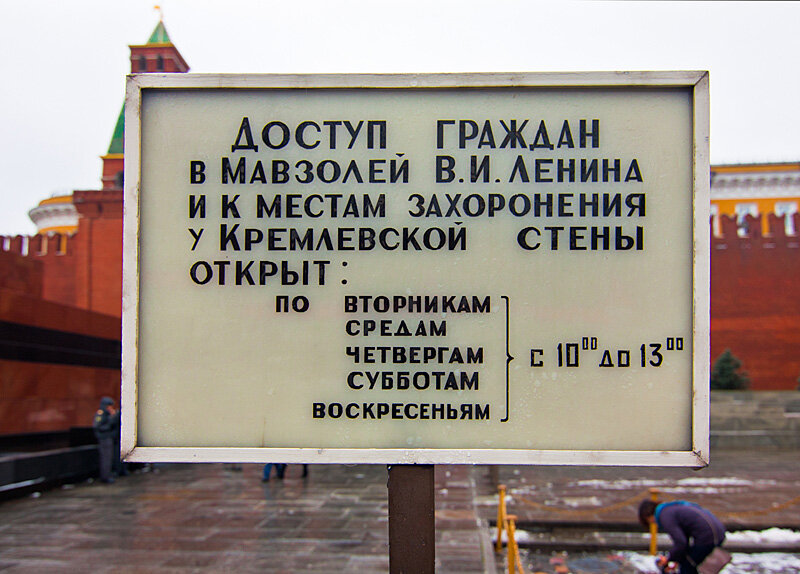 Доступ граждан
в Мавзолей В.И. Ленина
и к местам захоронения
у Кремлевской стены
открыт:
по вторникам
средам
четвергам с 10⁰⁰ до 13⁰⁰
субботам
воскресеньям